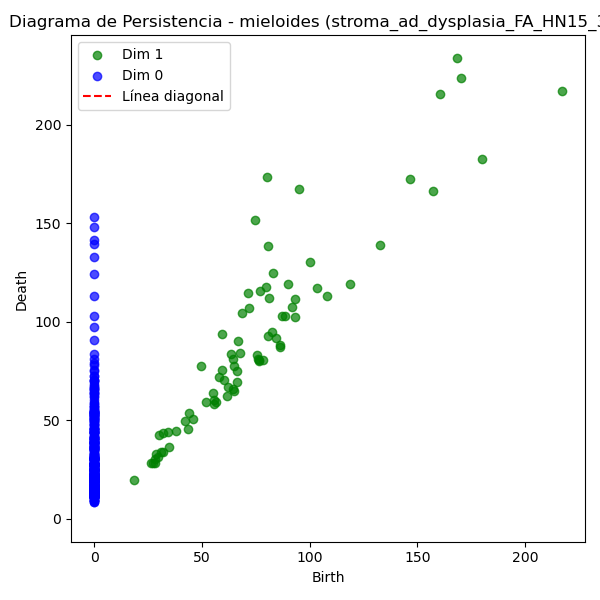 Diagrama de Persistencia - mieloides (stroma_ad_dysplasia_FA_HN15_3
Dim 1
Dim 0
Línea diagonal
Death
200
150
100
50
0
0 50 100 150 200
Birth